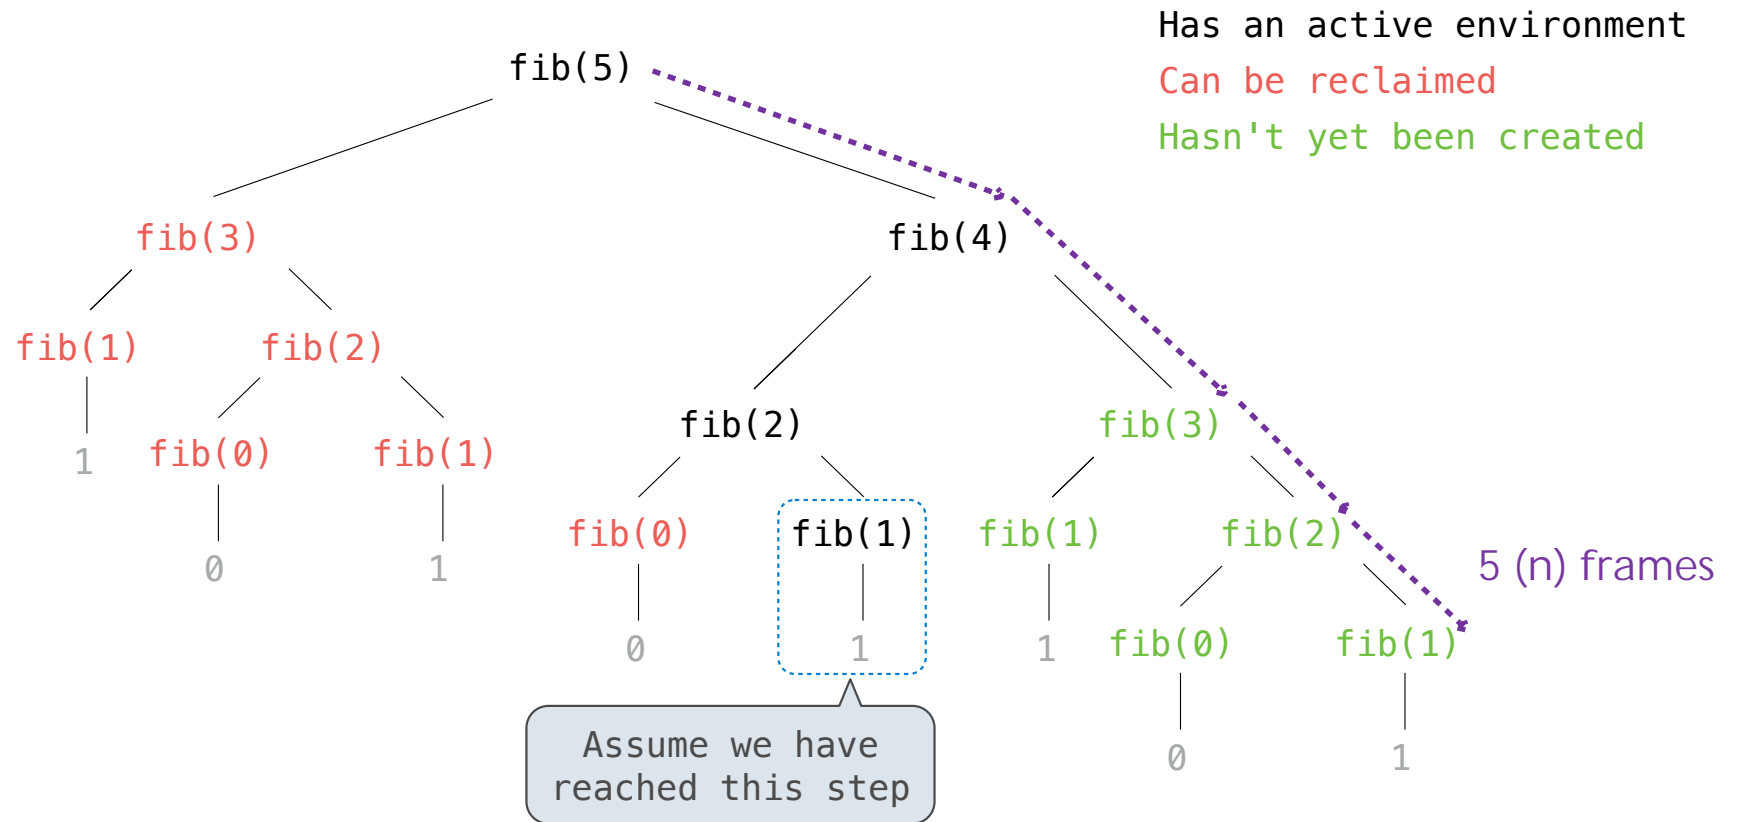 Has an active environment
Can be reclaimed
Hasn't yet been created
fib(5)
fib(3) fib(4)
fib(1) fib(2)
fib(2) fib(3)
1 fib(0) fib(1)
fib(0) fib(1) fib(1) fib(2)
0 1
5 (n) frames
0 1 1 fib(0) fib(1)
Assume we have
reached this step
0 1